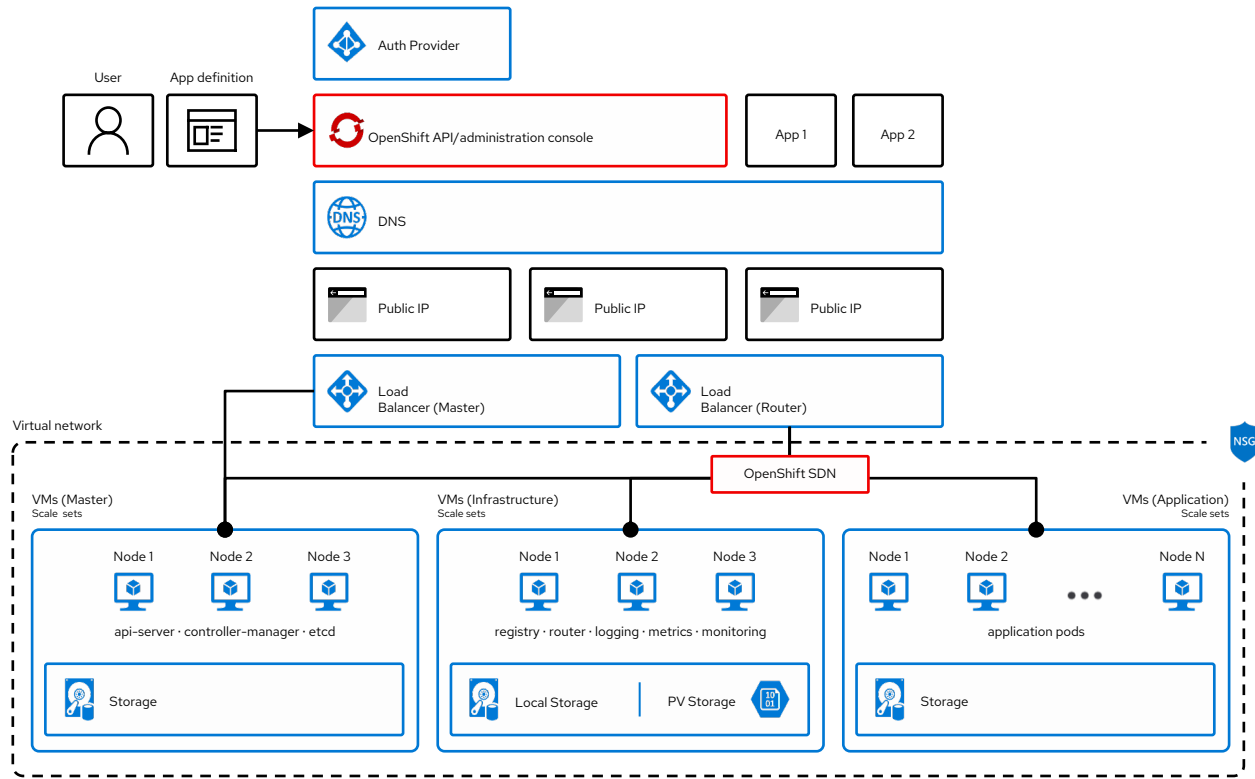 Auth Provider
User
App definition
OpenShift API/administration console
App 1
App 2
DNS
DNS
Public IP
Public IP
Public IP
Load
Balancer (Master)
Load
Balancer (Router)
Virtual network
NSG
OpenShift SDN
VMs (Master)
Scale sets
VMs (Infrastructure)
Scale sets
VMs (Application)
Scale sets
Node 1
Node 2
Node 3
api-server · controller-manager · etcd
Storage
Node 1
Node 2
Node 3
registry · router · logging · metrics · monitoring
Local Storage
PV Storage
10
01
Node 1
Node 2
Node N
application pods
Storage